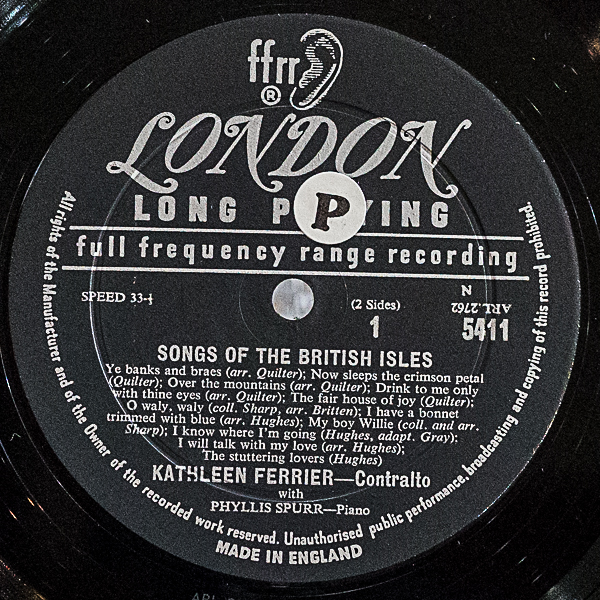 ffrr
®
LONDON
LONG P YING
P
full frequency range recording
SPEED 33-⅓
(2 Sides)
1
N
ARL.2762
5411
SONGS OF THE BRITISH ISLES
Ye banks and braes (arr. Quilter); Now sleeps the crimson petal
(Quilter); Over the mountains (arr. Quilter); Drink to me only
with thine eyes (arr. Quilter); The fair house of joy (Quilter);
O waly, waly (coll. Sharp, arr. Britten); I have a bonnet
trimmed with blue (arr. Hughes); My boy Willie (coll. and arr.
Sharp); I know where I'm going (Hughes, adapt. Gray);
I will talk with my love (arr. Hughes);
The stuttering lovers (Hughes)
KATHLEEN FERRIER—Contralto
with
PHYLLIS SPURR—Piano
All rights of the Manufacturer and of the Owner of the recorded work reserved. Unauthorised public performance, broadcasting and copying of this record prohibited.
MADE IN ENGLAND